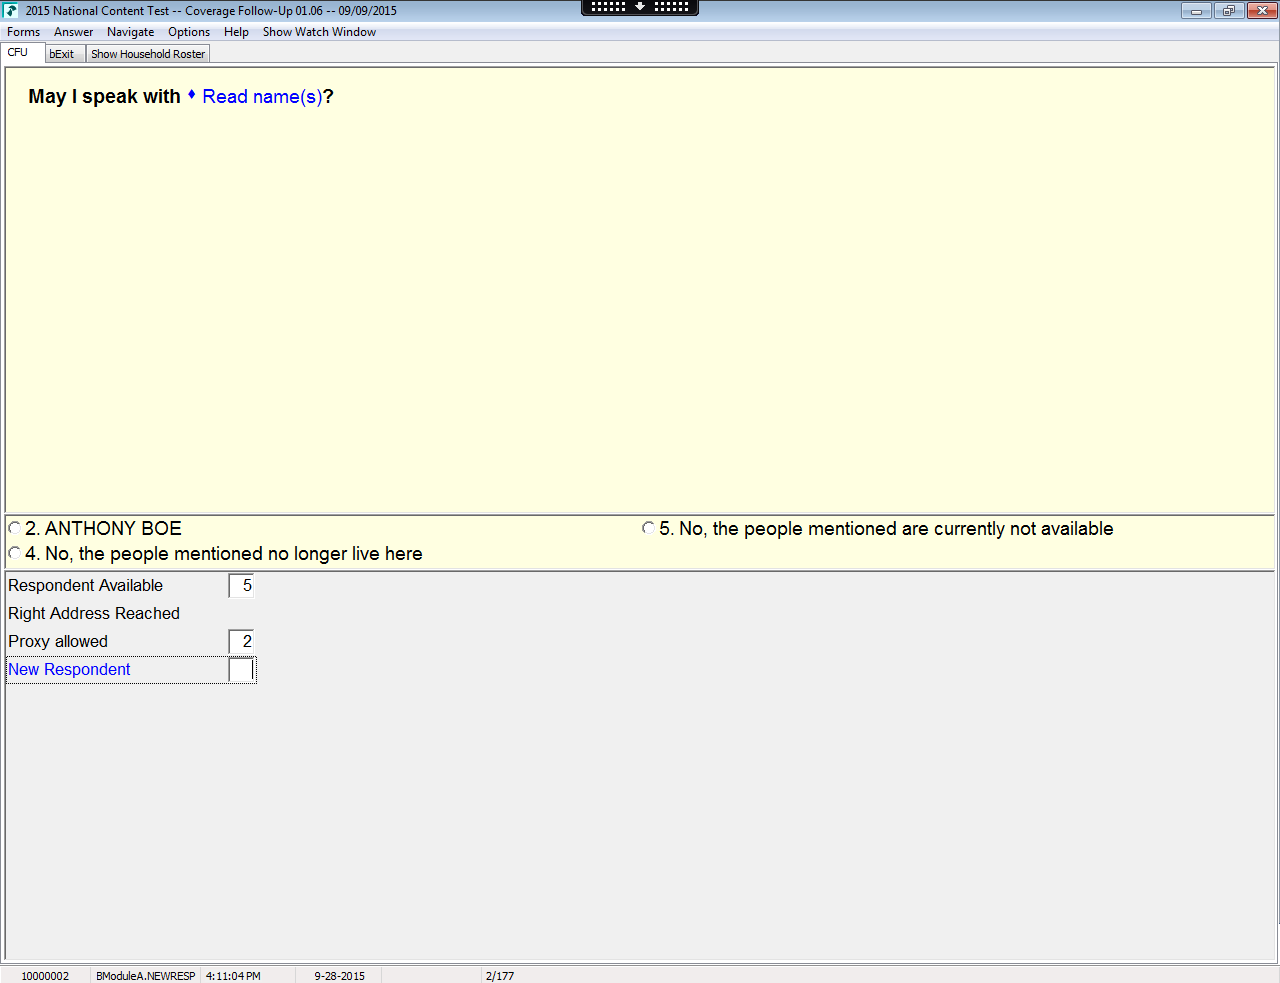 2015 National Content Test -- Coverage Follow-Up 01.06 -- 09/09/2015
Forms Answer Navigate Options Help Show Watch Window
CFU bExit Show Household Roster
May I speak with ♦ Read name(s)?
2. ANTHONY BOE 5. No, the people mentioned are currently not available
4. No, the people mentioned no longer live here
Respondent Available 5
Right Address Reached
Proxy allowed 2
New Respondent
10000002 BModuleA.NEWRESP 4:11:04 PM 9-28-2015 2/177